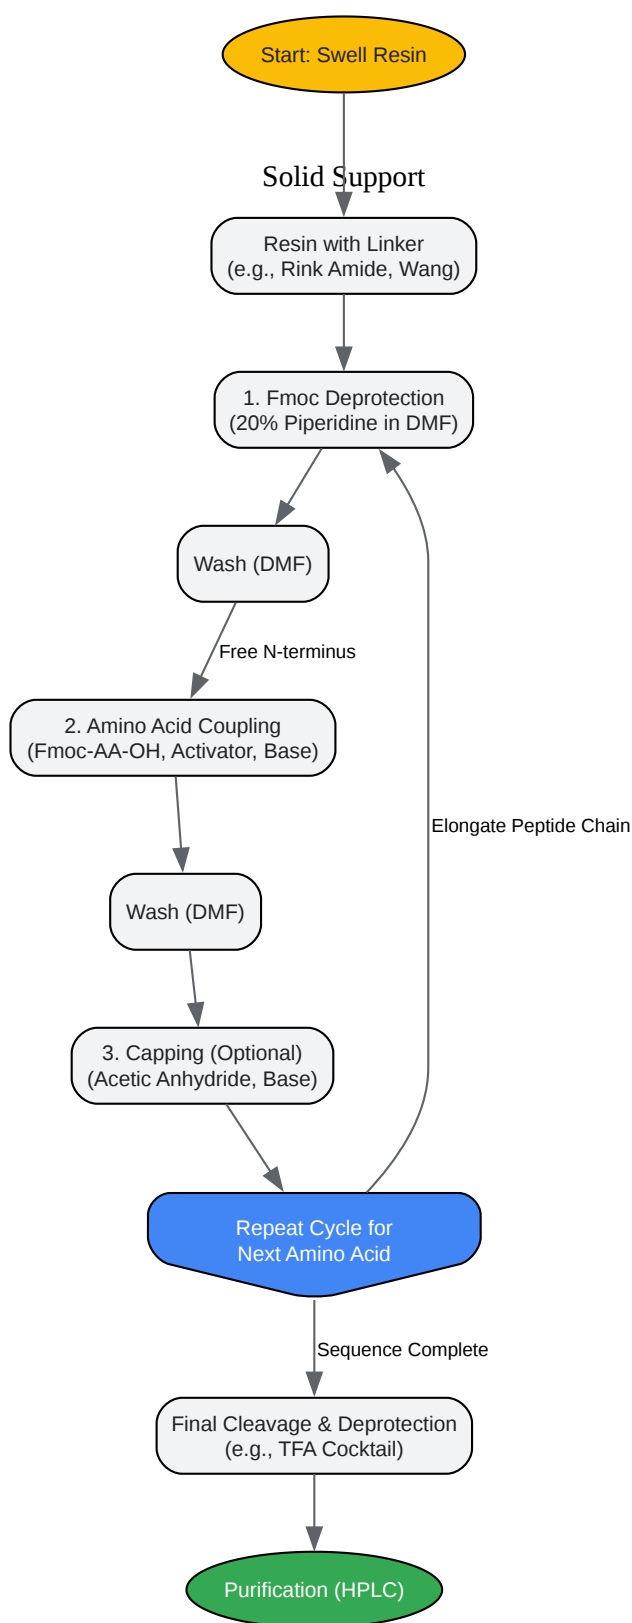 Start: Swell Resin
Solid Support
Resin with Linker
(e.g., Rink Amide, Wang)
1. Fmoc Deprotection
(20% Piperidine in DMF)
Wash (DMF)
Free N-terminus
2. Amino Acid Coupling
(Fmoc-AA-OH, Activator, Base)
Elongate Peptide Chain
Wash (DMF)
3. Capping (Optional)
(Acetic Anhydride, Base)
Repeat Cycle for
Next Amino Acid
Sequence Complete
Final Cleavage & Deprotection
(e.g., TFA Cocktail)
Purification (HPLC)